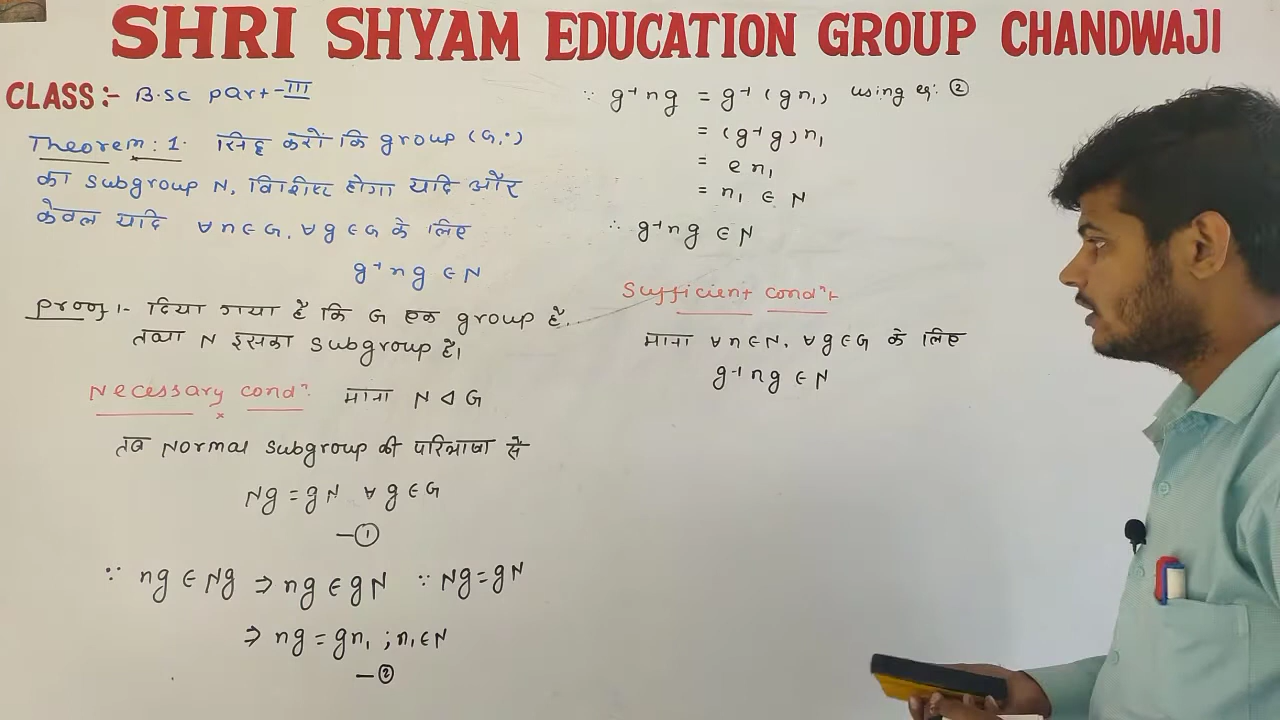 SHRI SHYAM EDUCATION GROUP CHANDWAJI
CLASS:- B.SC part-III
Theorem: 1. सिद्ध करो कि group (G,•)
का subgroup N, विशिष्ट होगा यदि और
केवल यदि ∀n∈G, ∀g∈G के लिए
g⁻¹ng ∈N
Proof:- दिया गया है कि G एक group है.
तथा N इसका subgroup है।
Necessary condⁿ. माना N ⊲ G
तब Normal subgroup की परिभाषा से
Ng = gN ∀ g∈G
—①
∵ ng ∈ Ng ⇒ ng ∈ gN ∵ Ng = gN
⇒ ng = gn₁ ; n₁∈N
—②
∵ g⁻¹ng = g⁻¹(gn₁) using eq: ②
= (g⁻¹g)n₁
= en₁
= n₁ ∈ N
∴ g⁻¹ng ∈N
Sufficient condⁿ:-
माना ∀n∈N, ∀g∈G के लिए
g⁻¹ng ∈N